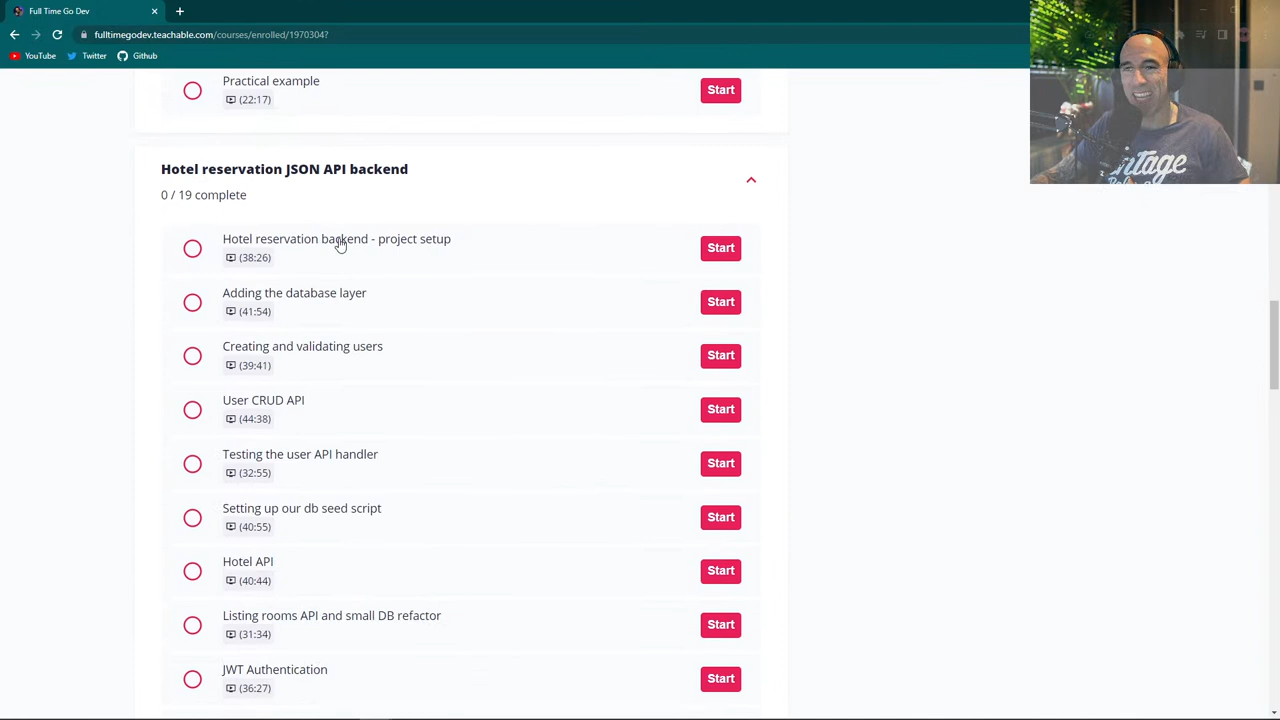 Full Time Go Dev
fulltimegodev.teachable.com/courses/enrolled/1970304?
YouTube
Twitter
Github
Practical example
(22:17)
Start
Hotel reservation JSON API backend
0 / 19 complete
Hotel reservation backend - project setup
(38:26)
Start
Adding the database layer
(41:54)
Start
Creating and validating users
(39:41)
Start
User CRUD API
(44:38)
Start
Testing the user API handler
(32:55)
Start
Setting up our db seed script
(40:55)
Start
Hotel API
(40:44)
Start
Listing rooms API and small DB refactor
(31:34)
Start
JWT Authentication
(36:27)
Start